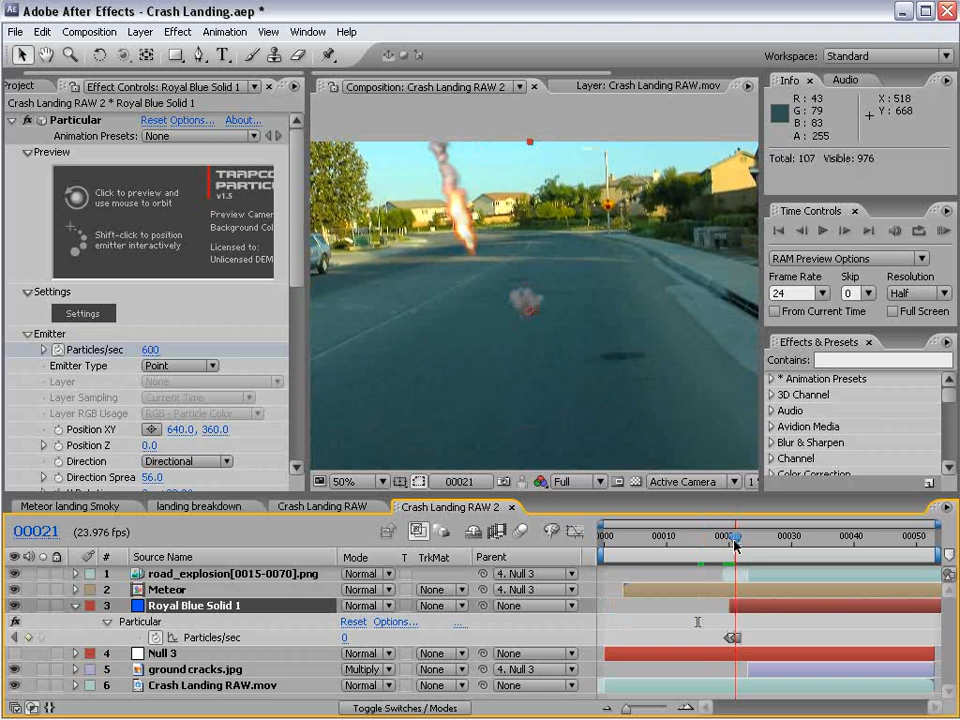 Adobe After Effects - Crash Landing.aep *
File Edit Composition Layer Effect Animation View Window Help
Workspace: Standard
Project Effect Controls: Royal Blue Solid 1
Crash Landing RAW 2 * Royal Blue Solid 1
Particular Reset Options... About...
Animation Presets: None
Preview
Click to preview and
use mouse to orbit
Shift-click to position
emitter interactively
TRAPCO
PARTIC
v1.5
Preview Camer
Background Col
Licensed to:
Unlicensed DEM
Settings
Settings
Emitter
Particles/sec 600
Emitter Type Point
Layer None
Layer Sampling Current Time
Layer RGB Usage RGB - Particle Color
Position XY 640.0, 360.0
Position Z 0.0
Direction Directional
Direction Sprea 56.0
Composition: Crash Landing RAW 2 Layer: Crash Landing RAW.mov
50% 00021 Full Active Camera 1
Info Audio
R: 43
G: 79
B: 83
A: 255
X: 518
Y: 668
Total: 107 Visible: 976
Time Controls
RAM Preview Options
Frame Rate Skip Resolution
24 0 Half
From Current Time Full Screen
Effects & Presets
Contains:
* Animation Presets
3D Channel
Audio
Avidion Media
Blur & Sharpen
Channel
Color Correction
Meteor landing Smoky landing breakdown Crash Landing RAW Crash Landing RAW 2
00021 (23.976 fps)
0000 00010 00030 00040 00050
# Source Name Mode T TrkMat Parent
1 road_explosion[0015-0070].png Normal 4. Null 3
2 Meteor Normal None 4. Null 3
3 Royal Blue Solid 1 Normal None None
Particular Reset Options... ...
Particles/sec 0
4 Null 3 Normal None None
5 ground cracks.jpg Multiply None 4. Null 3
6 Crash Landing RAW.mov Normal None None
Toggle Switches / Modes